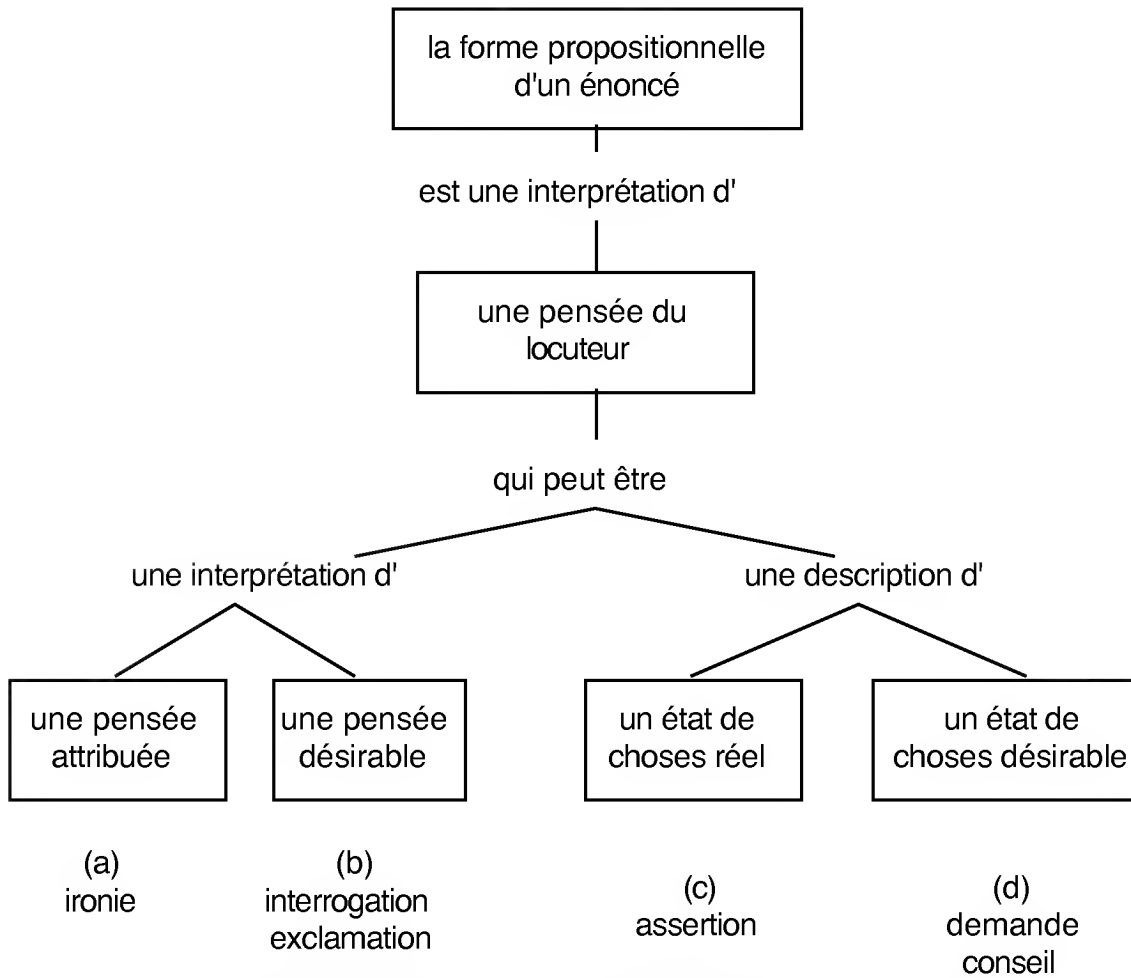 la forme propositionnelle
d'un énoncé
est une interprétation d'
une pensée du
locuteur
qui peut être
une interprétation d'
une description d'
une pensée
attribuée
une pensée
désirable
un état de
choses réel
un état de
choses désirable
(a)
ironie
(b)
interrogation
exclamation
(c)
assertion
(d)
demande
conseil